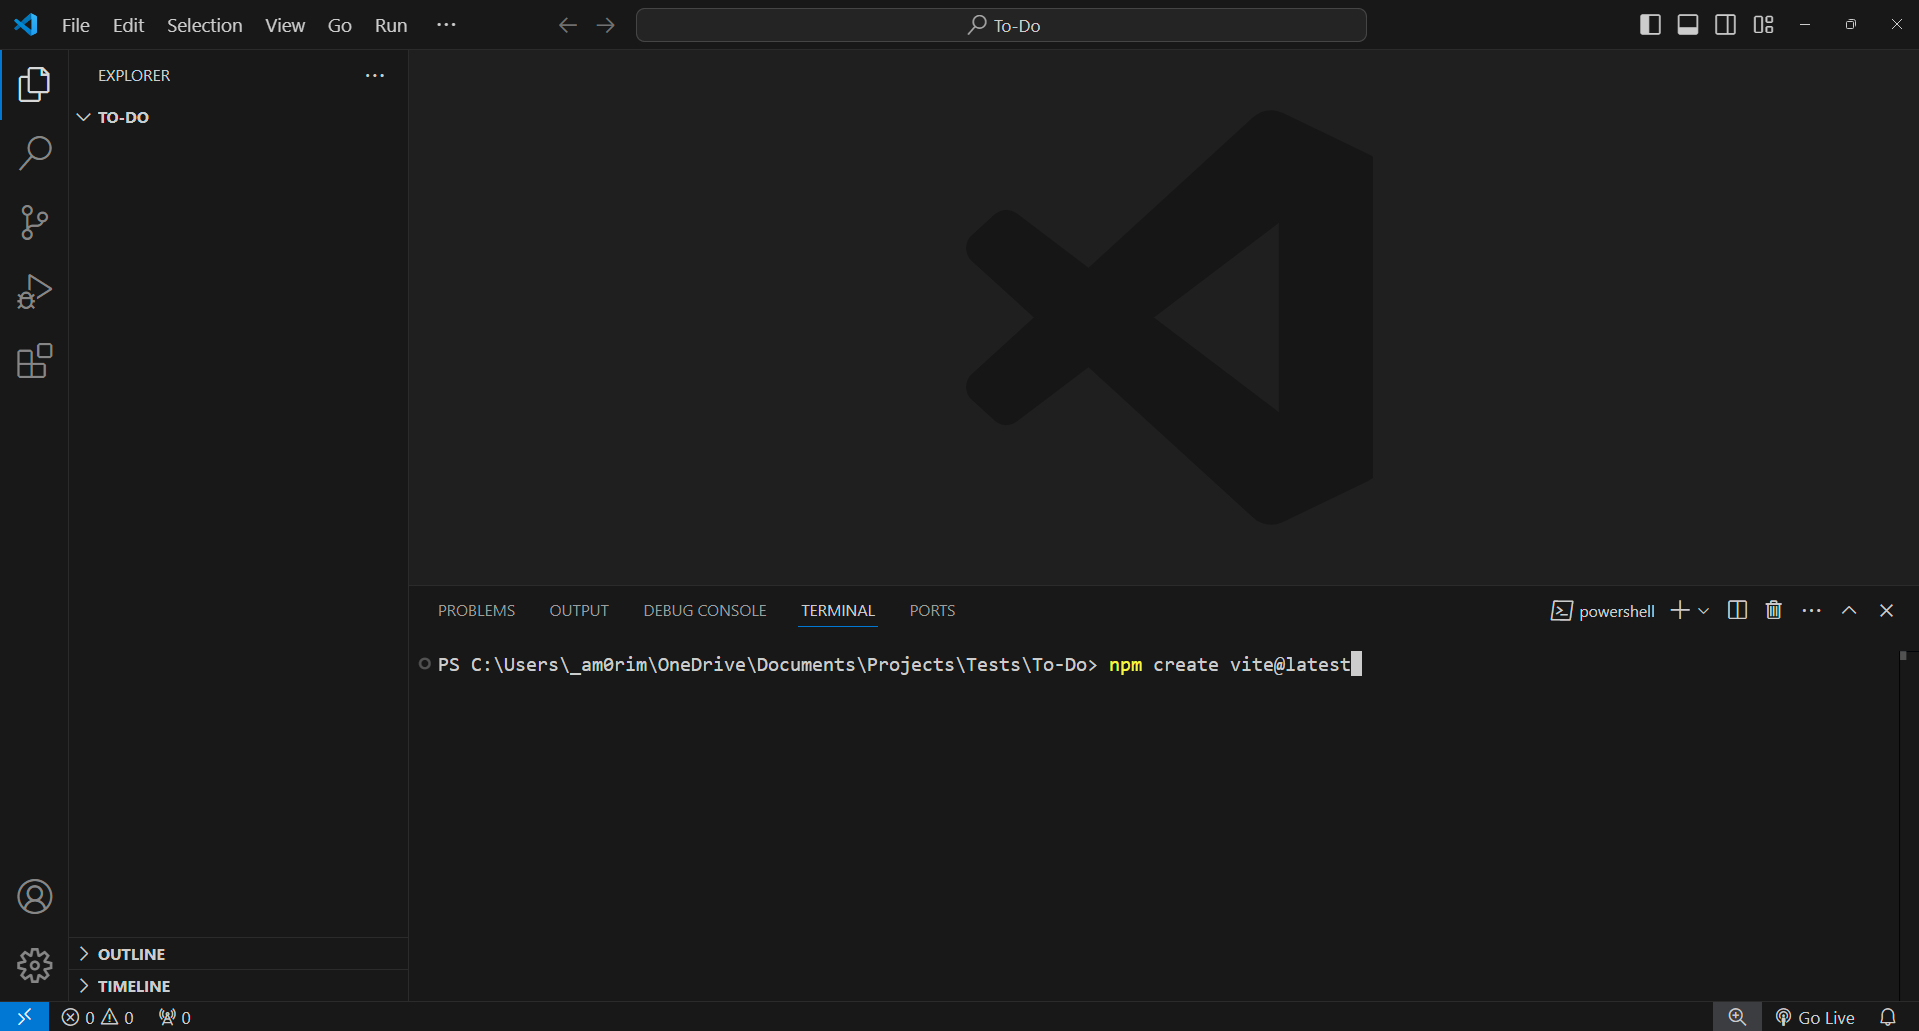 File Edit Selection View Go Run ···
To-Do
EXPLORER ···
TO-DO
PROBLEMS OUTPUT DEBUG CONSOLE TERMINAL PORTS
powershell
PS C:\Users\_am0rim\OneDrive\Documents\Projects\Tests\To-Do> npm create vite@latest
OUTLINE
TIMELINE
0 0 0
Go Live